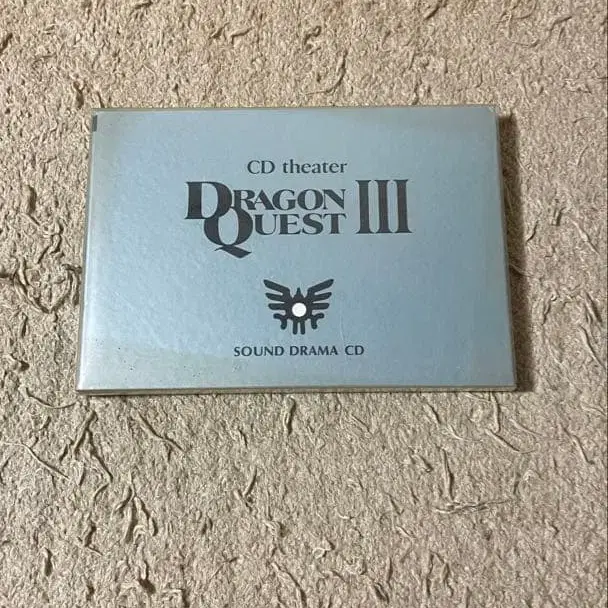 CD theater
DRAGON
QUEST III
SOUND DRAMA CD